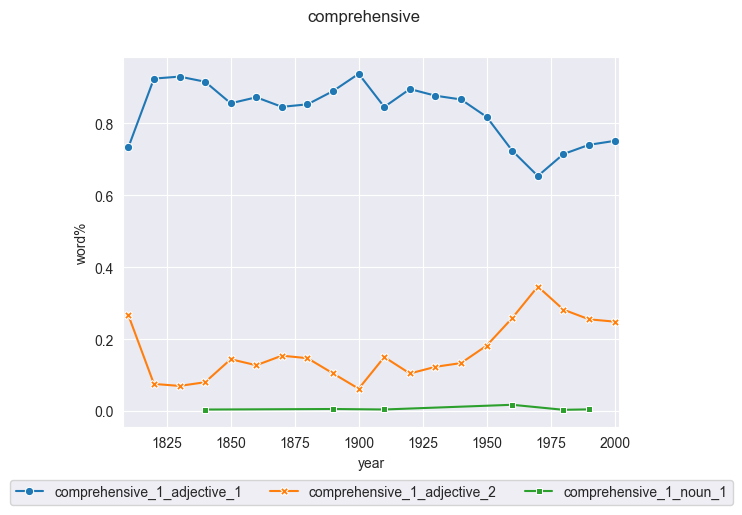 comprehensive
0.8
0.6
0.4
0.2
0.0
word%
1825 1850 1875 1900 1925 1950 1975 2000
year
comprehensive_1_adjective_1 comprehensive_1_adjective_2 comprehensive_1_noun_1